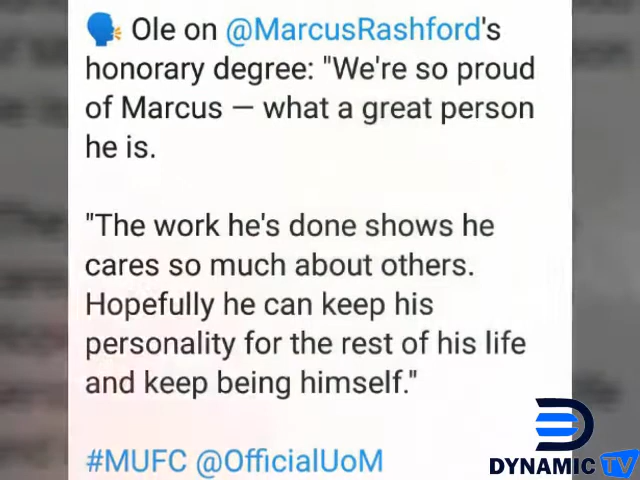 🗣 Ole on @MarcusRashford's
honorary degree: "We're so proud
of Marcus — what a great person
he is.
"The work he's done shows he
cares so much about others.
Hopefully he can keep his
personality for the rest of his life
and keep being himself."
#MUFC @OfficialUoM
DYNAMIC TV